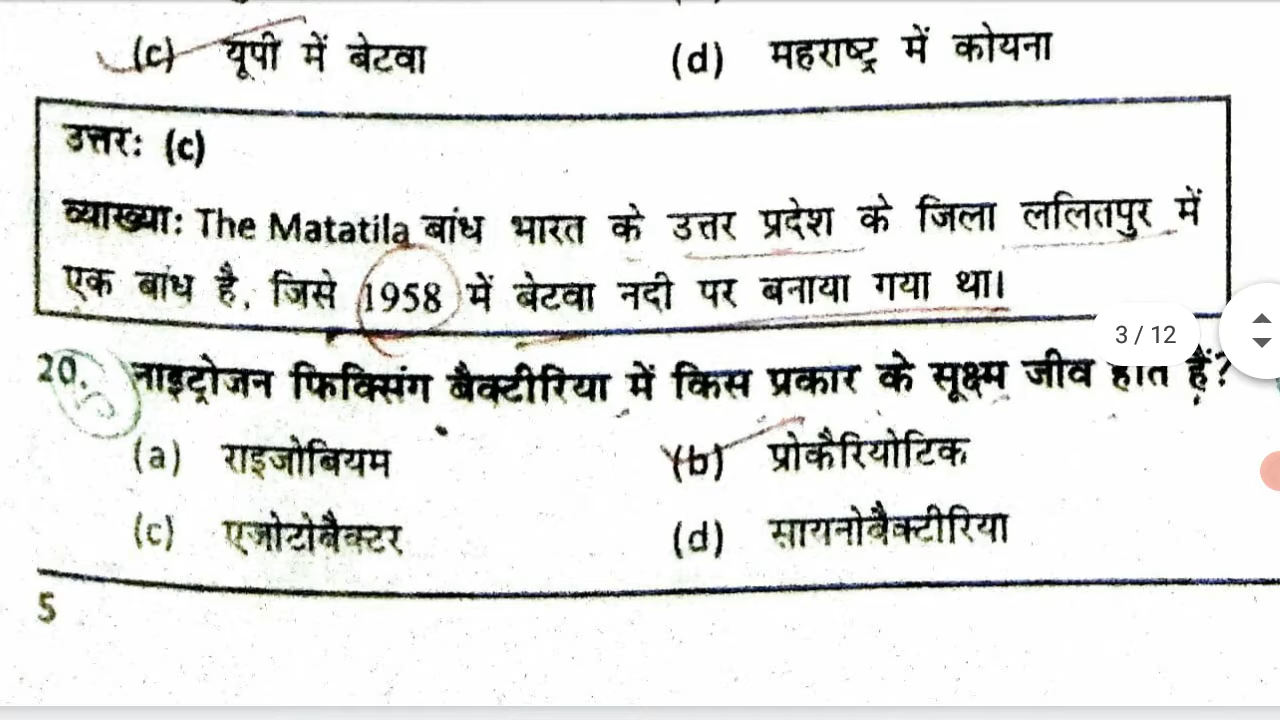 (c) यूपी में बेटवा (d) महराष्ट्र में कोयना
उत्तरः (c)
व्याख्याः The Matatila बांध भारत के उत्तर प्रदेश के जिला ललितपुर में
एक बांध है, जिसे 1958 में बेटवा नदी पर बनाया गया था।
3 / 12
20. नाइट्रोजन फिक्सिंग बैक्टीरिया में किस प्रकार के सूक्ष्म जीव होते हैं?
(a) राइजोबियम (b) प्रोकैरियोटिक
(c) एजोटोबैक्टर (d) सायनोबैक्टीरिया
5